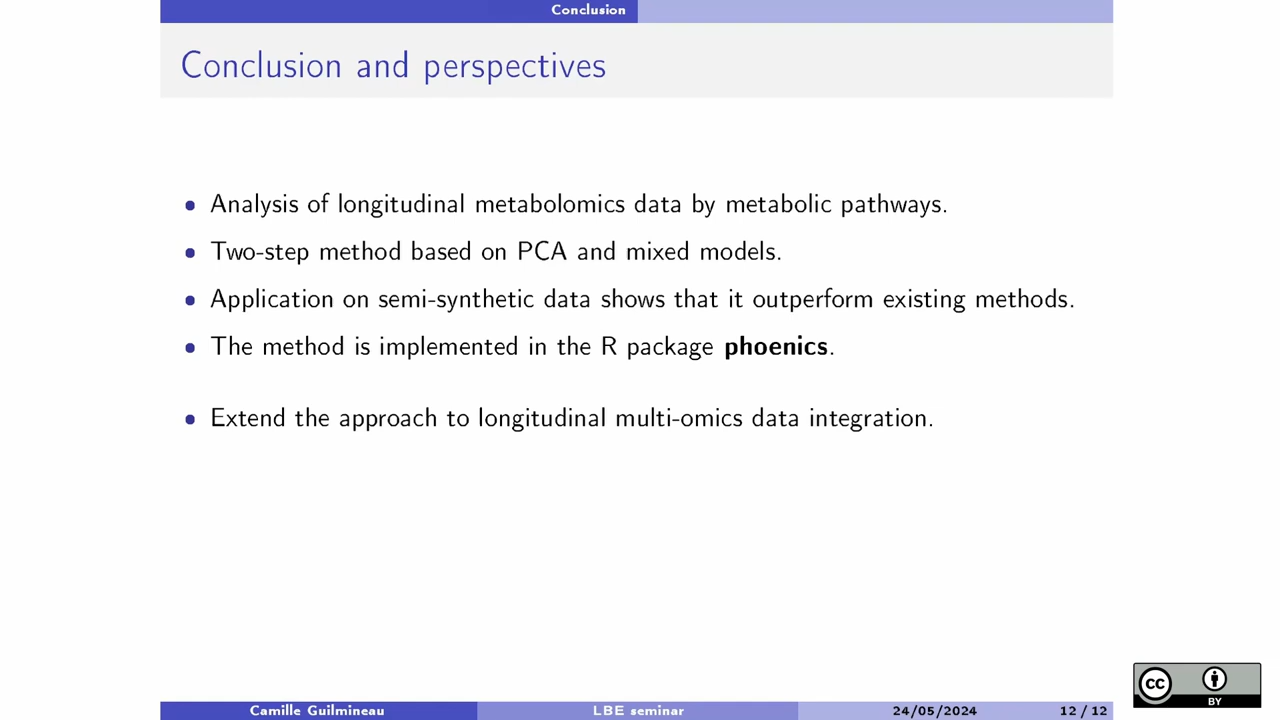 Conclusion
Conclusion and perspectives
Analysis of longitudinal metabolomics data by metabolic pathways.
Two-step method based on PCA and mixed models.
Application on semi-synthetic data shows that it outperform existing methods.
The method is implemented in the R package phoenics.
Extend the approach to longitudinal multi-omics data integration.
cc
BY
Camille Guilmineau LBE seminar 24/05/2024 12 / 12